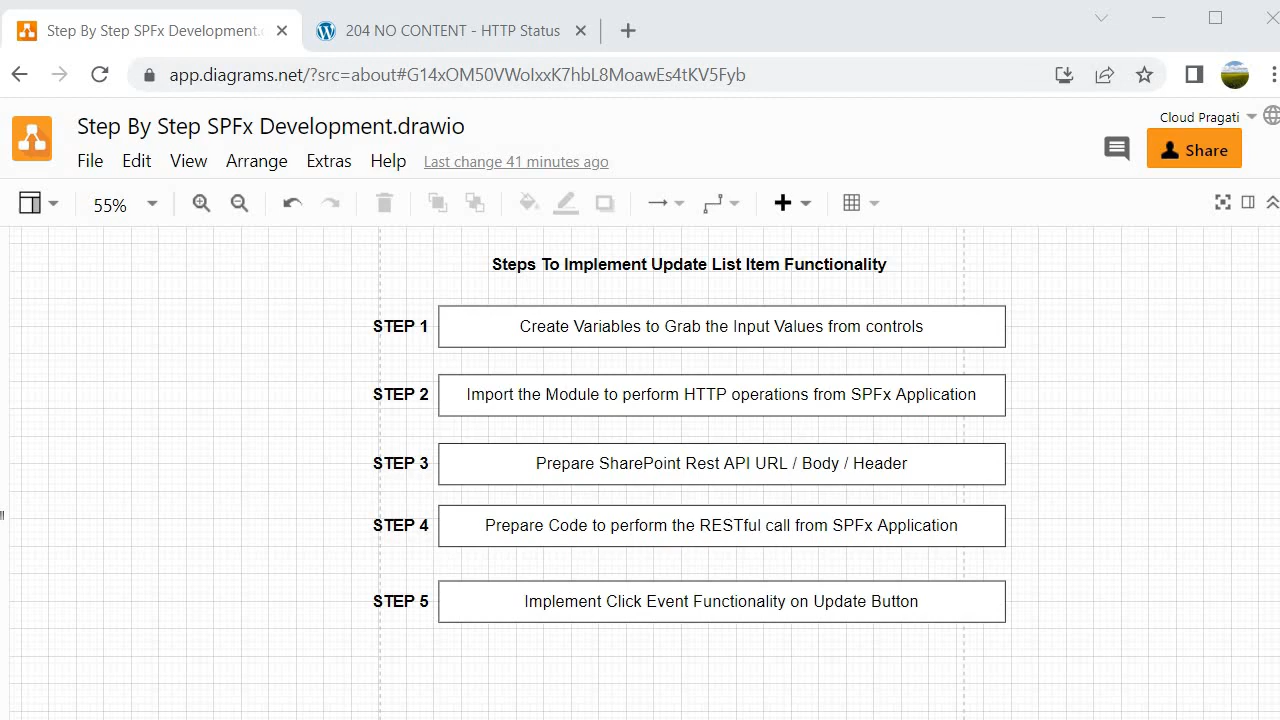 Step By Step SPFx Development.
204 NO CONTENT - HTTP Status
app.diagrams.net/?src=about#G14xOM50VWolxxK7hbL8MoawEs4tKV5Fyb
Step By Step SPFx Development.drawio
Cloud Pragati
File Edit View Arrange Extras Help Last change 41 minutes ago
Share
55%
Steps To Implement Update List Item Functionality
STEP 1 Create Variables to Grab the Input Values from controls
STEP 2 Import the Module to perform HTTP operations from SPFx Application
STEP 3 Prepare SharePoint Rest API URL / Body / Header
STEP 4 Prepare Code to perform the RESTful call from SPFx Application
STEP 5 Implement Click Event Functionality on Update Button